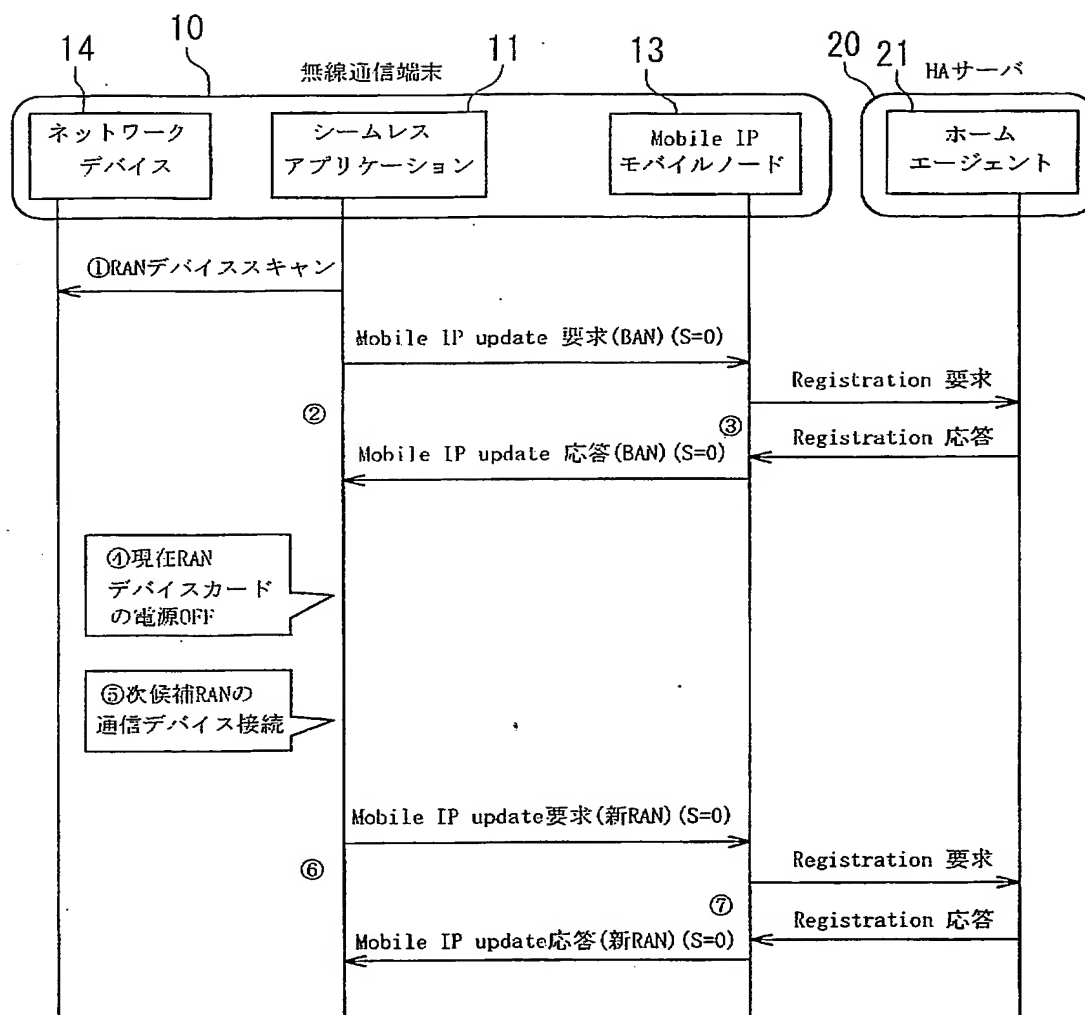 10
14
無線通信端末
11
13
20
21
HAサーバ
ネットワーク
デバイス
シームレス
アプリケーション
Mobile IP
モバイルノード
ホーム
エージェント
①RANデバイススキャン
Mobile IP update 要求(BAN)(S=0)
Registration 要求
②
③
Registration 応答
Mobile IP update 応答(BAN)(S=0)
④現在RAN
デバイスカード
の電源OFF
⑤次候補RANの
通信デバイス接続
Mobile IP update要求(新RAN)(S=0)
Registration 要求
⑥
⑦
Registration 応答
Mobile IP update応答(新RAN)(S=0)